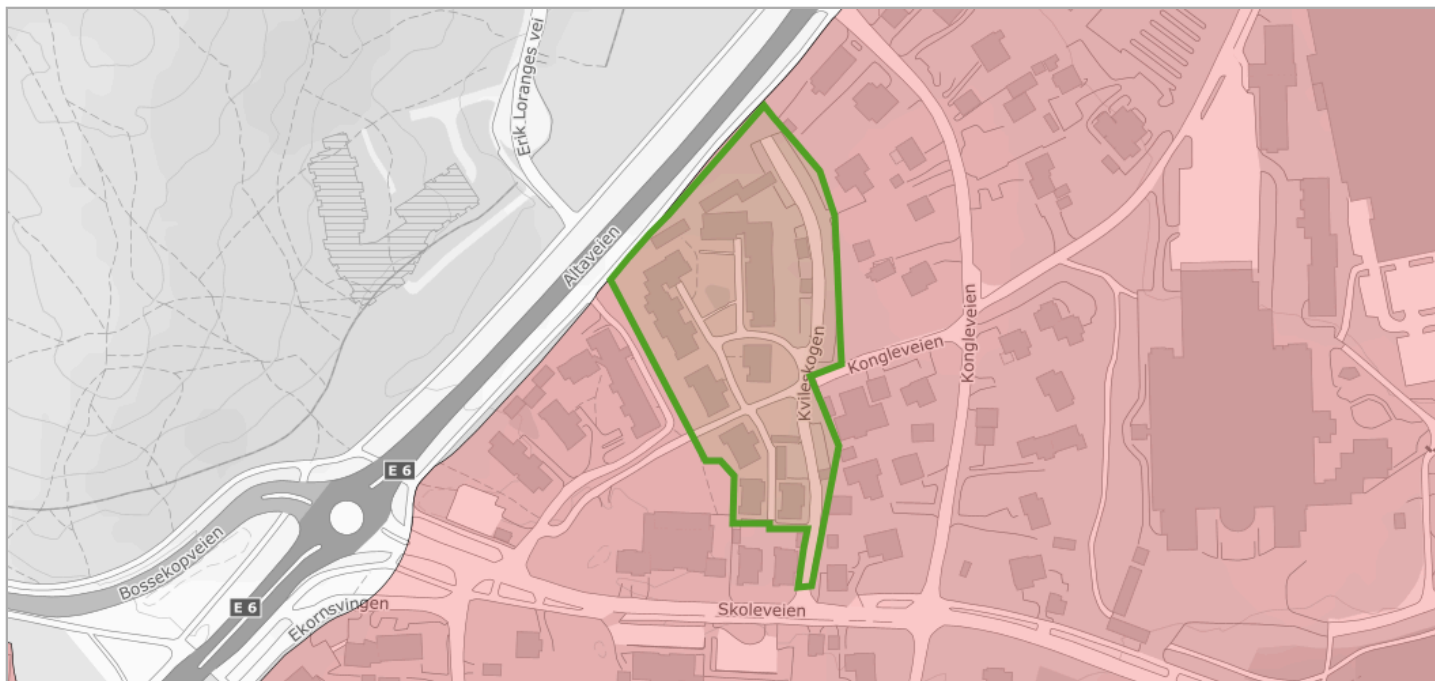 Erik Loranges vei
Altaveien
Kvileskogen
Kongleveien
Kongleveien
E 6
Bossekopveien
E 6
Ekornsvingen
Skoleveien